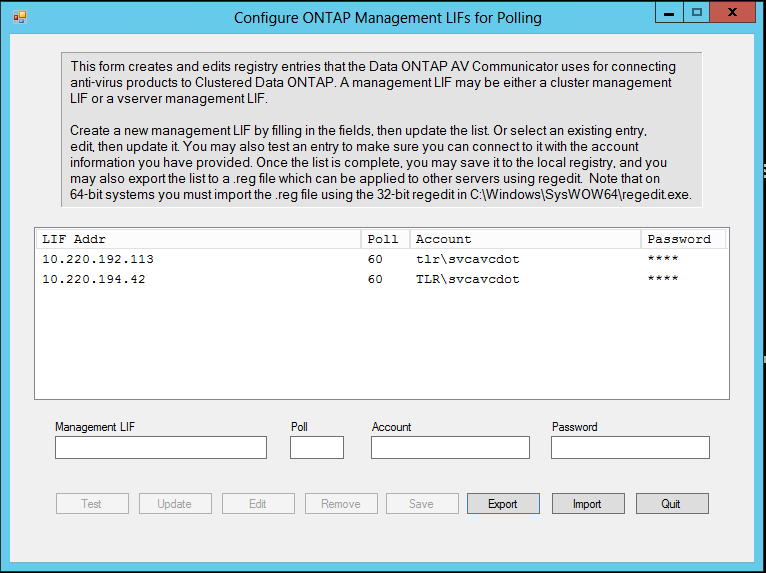 Configure ONTAP Management LIFs for Polling
This form creates and edits registry entries that the Data ONTAP AV Communicator uses for connecting
anti-virus products to Clustered Data ONTAP. A management LIF may be either a cluster management
LIF or a vserver management LIF.
Create a new management LIF by filling in the fields, then update the list. Or select an existing entry,
edit, then update it. You may also test an entry to make sure you can connect to it with the account
information you have provided. Once the list is complete, you may save it to the local registry, and you
may also export the list to a .reg file which can be applied to other servers using regedit. Note that on
64-bit systems you must import the .reg file using the 32-bit regedit in C:\Windows\SysWOW64\regedit.exe.
LIF Addr Poll Account Password
10.220.192.113 60 tlr\svcavcdot ****
10.220.194.42 60 TLR\svcavcdot ****
Management LIF Poll Account Password
Test Update Edit Remove Save Export Import Quit